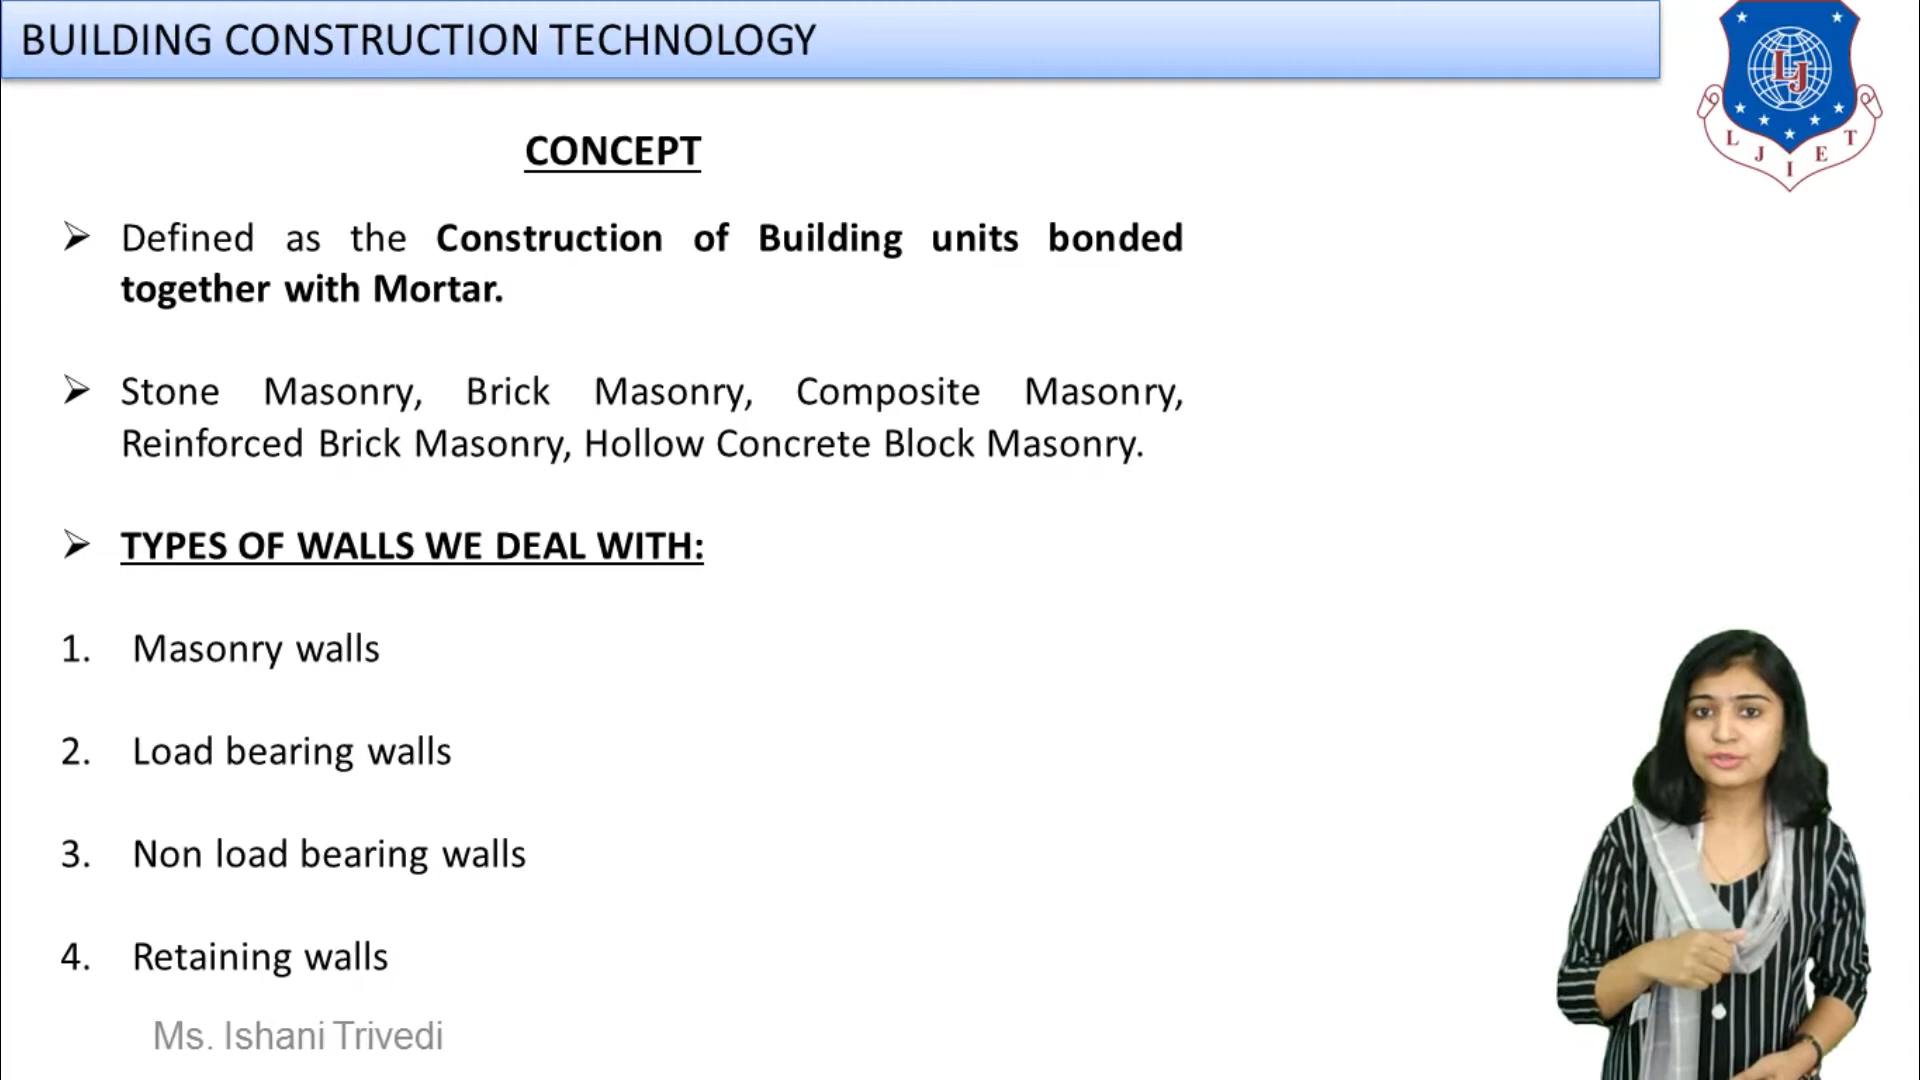 BUILDING CONSTRUCTION TECHNOLOGY
LJ
L J I E T
CONCEPT
➢ Defined as the Construction of Building units bonded
together with Mortar.
➢ Stone Masonry, Brick Masonry, Composite Masonry,
Reinforced Brick Masonry, Hollow Concrete Block Masonry.
➢ TYPES OF WALLS WE DEAL WITH:
1. Masonry walls
2. Load bearing walls
3. Non load bearing walls
4. Retaining walls
Ms. Ishani Trivedi